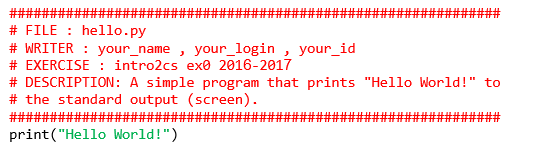 #############################################################
# FILE : hello.py
# WRITER : your_name , your_login , your_id
# EXERCISE : intro2cs ex0 2016-2017
# DESCRIPTION: A simple program that prints "Hello World!" to
# the standard output (screen).
#############################################################
print("Hello World!")